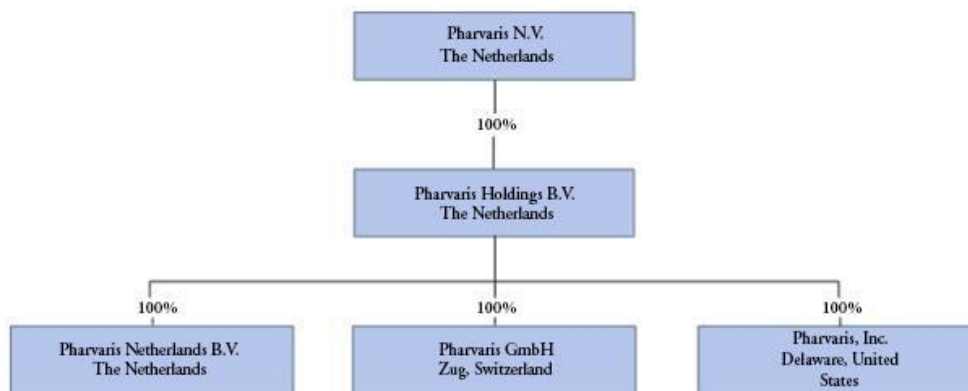 Pharvaris N.V.
The Netherlands
100%
Pharvaris Holdings B.V.
The Netherlands
100%
100%
100%
Pharvaris Netherlands B.V.
The Netherlands
Pharvaris GmbH
Zug, Switzerland
Pharvaris, Inc.
Delaware, United
States